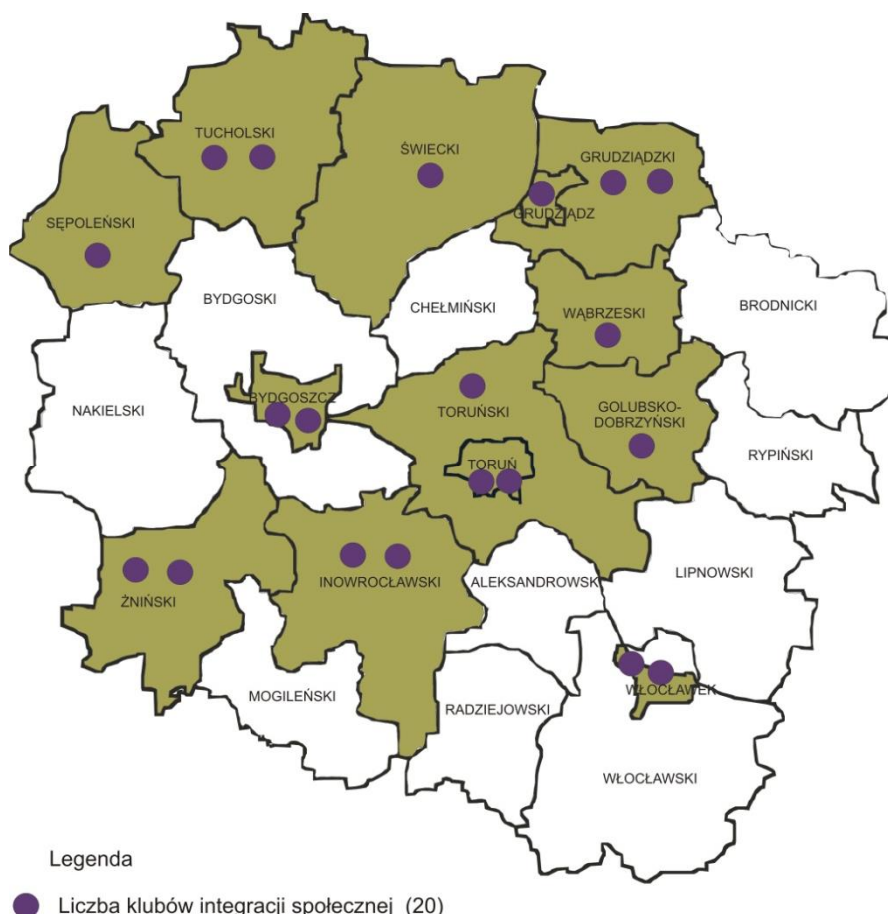 TUCHOLSKI
ŚWIECKI
GRUDZIĄDZKI
GRUDZIĄDZ
SĘPOLEŃSKI
BYDGOSKI
CHEŁMIŃSKI
WĄBRZESKI
BRODNICKI
NAKIELSKI
BYDGOSZCZ
TORUŃSKI
GOLUBSKO-
DOBRZYŃSKI
RYPIŃSKI
TORUŃ
ŻNIŃSKI
INOWROCŁAWSKI
ALEKSANDROWSK
LIPNOWSKI
MOGILEŃSKI
RADZIEJOWSKI
WŁOCŁAWEK
WŁOCŁAWSKI
Legenda
Liczba klubów integracji społecznej (20)